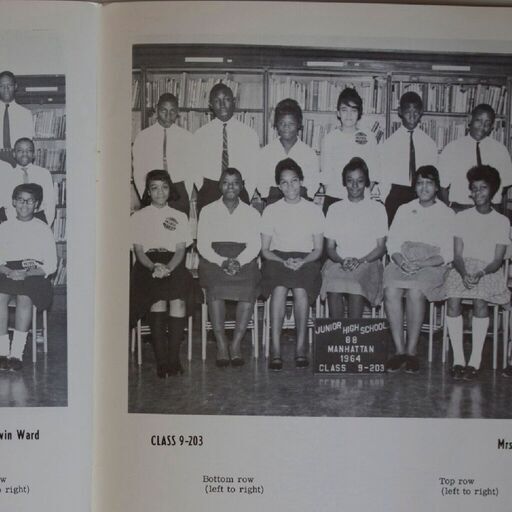 JUNIOR HIGH SCHOOL
88
MANHATTAN
1964
CLASS 9-203
win Ward
CLASS 9-203
Mrs
w
to right)
Bottom row
(left to right)
Top row
(left to right)